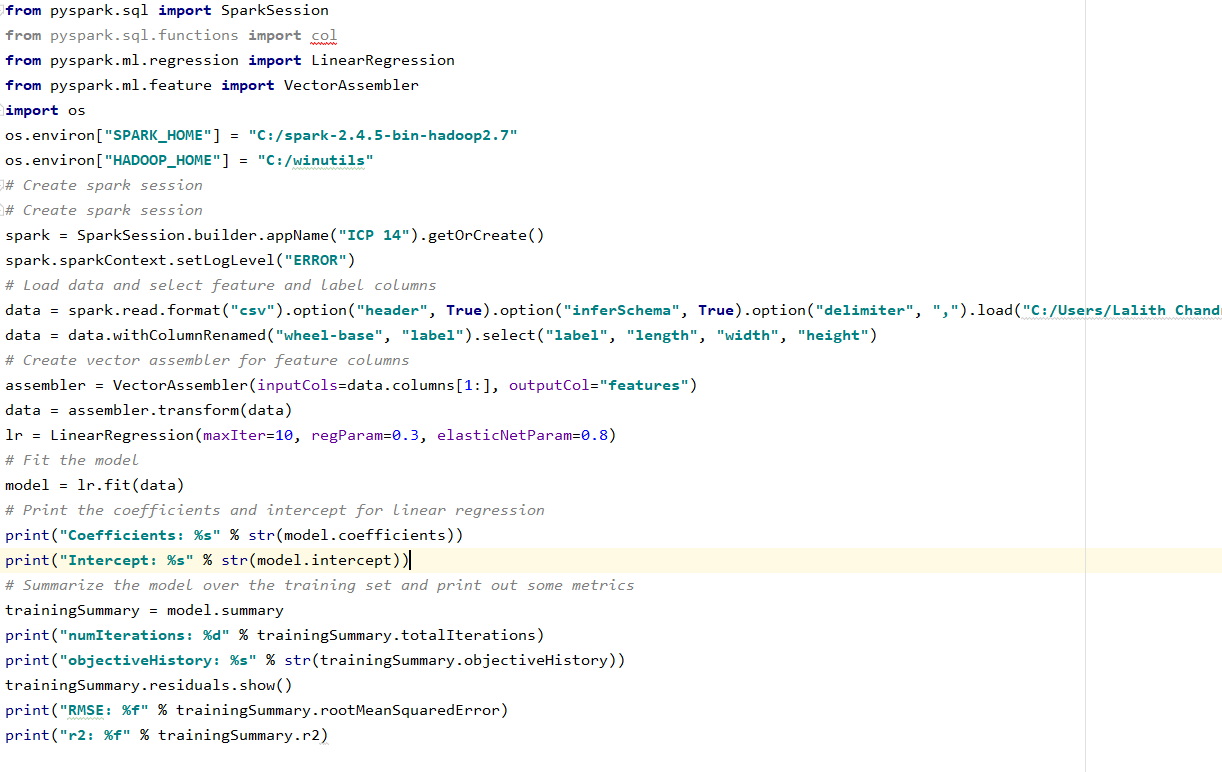 from pyspark.sql import SparkSession
from pyspark.sql.functions import col
from pyspark.ml.regression import LinearRegression
from pyspark.ml.feature import VectorAssembler
import os
os.environ["SPARK_HOME"] = "C:/spark-2.4.5-bin-hadoop2.7"
os.environ["HADOOP_HOME"] = "C:/winutils"
# Create spark session
# Create spark session
spark = SparkSession.builder.appName("ICP 14").getOrCreate()
spark.sparkContext.setLogLevel("ERROR")
# Load data and select feature and label columns
data = spark.read.format("csv").option("header", True).option("inferSchema", True).option("delimiter", ",").load("C:/Users/Lalith Chand
data = data.withColumnRenamed("wheel-base", "label").select("label", "length", "width", "height")
# Create vector assembler for feature columns
assembler = VectorAssembler(inputCols=data.columns[1:], outputCol="features")
data = assembler.transform(data)
lr = LinearRegression(maxIter=10, regParam=0.3, elasticNetParam=0.8)
# Fit the model
model = lr.fit(data)
# Print the coefficients and intercept for linear regression
print("Coefficients: %s" % str(model.coefficients))
print("Intercept: %s" % str(model.intercept))
# Summarize the model over the training set and print out some metrics
trainingSummary = model.summary
print("numIterations: %d" % trainingSummary.totalIterations)
print("objectiveHistory: %s" % str(trainingSummary.objectiveHistory))
trainingSummary.residuals.show()
print("RMSE: %f" % trainingSummary.rootMeanSquaredError)
print("r2: %f" % trainingSummary.r2)